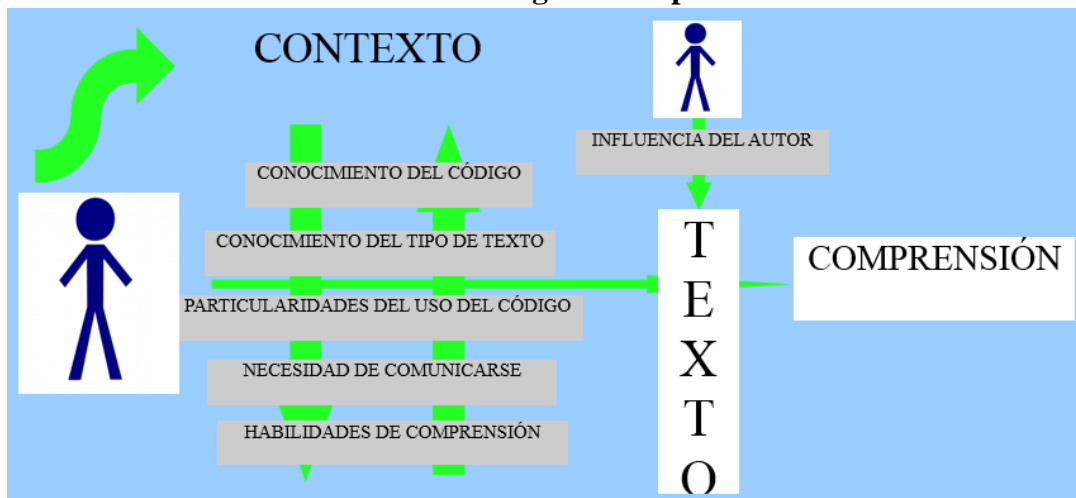 CONTEXTO
INFLUENCIA DEL AUTOR
CONOCIMIENTO DEL CÓDIGO
CONOCIMIENTO DEL TIPO DE TEXTO
PARTICULARIDADES DEL USO DEL CÓDIGO
NECESIDAD DE COMUNICARSE
HABILIDADES DE COMPRENSIÓN
TEXTO
COMPRENSIÓN